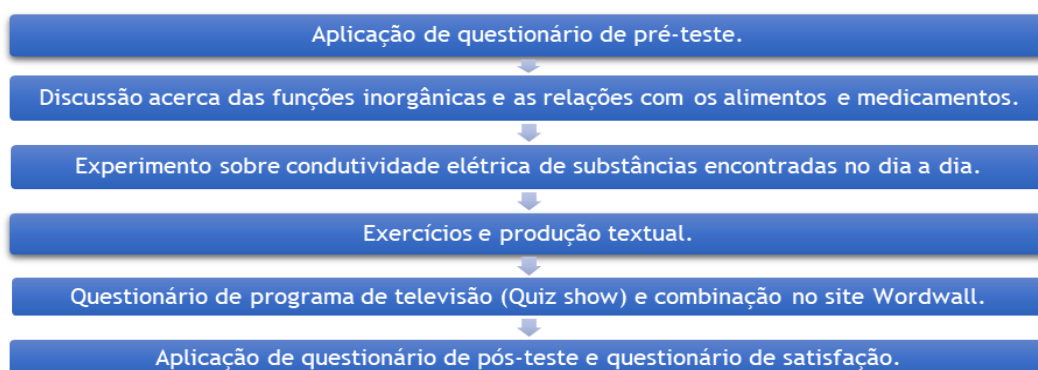 Aplicação de questionário de pré-teste.
Discussão acerca das funções inorgânicas e as relações com os alimentos e medicamentos.
Experimento sobre condutividade elétrica de substâncias encontradas no dia a dia.
Exercícios e produção textual.
Questionário de programa de televisão (Quiz show) e combinação no site Wordwall.
Aplicação de questionário de pós-teste e questionário de satisfação.